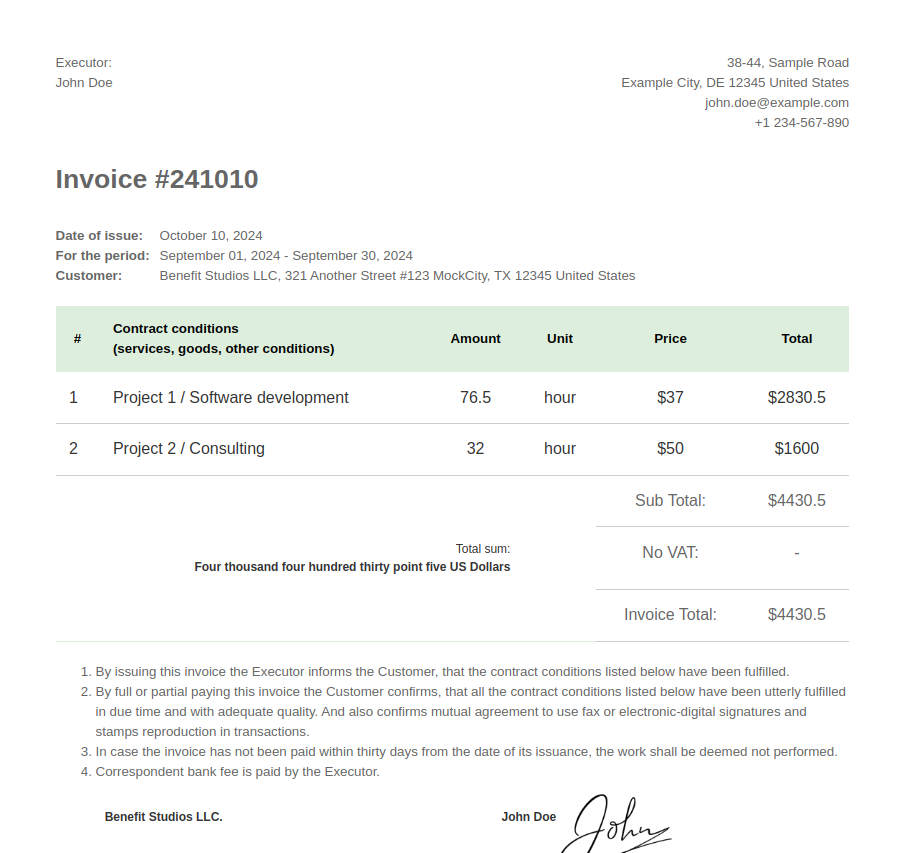 Executor:
John Doe
38-44, Sample Road
Example City, DE 12345 United States
john.doe@example.com
+1 234-567-890
Invoice #241010
Date of issue: October 10, 2024
For the period: September 01, 2024 - September 30, 2024
Customer: Benefit Studios LLC, 321 Another Street #123 MockCity, TX 12345 United States
# Contract conditions (services, goods, other conditions) Amount Unit Price Total
1 Project 1 / Software development 76.5 hour $37 $2830.5
2 Project 2 / Consulting 32 hour $50 $1600
Sub Total: $4430.5
Total sum:
Four thousand four hundred thirty point five US Dollars
No VAT: -
Invoice Total: $4430.5
1. By issuing this invoice the Executor informs the Customer, that the contract conditions listed below have been fulfilled.
2. By full or partial paying this invoice the Customer confirms, that all the contract conditions listed below have been utterly fulfilled
in due time and with adequate quality. And also confirms mutual agreement to use fax or electronic-digital signatures and
stamps reproduction in transactions.
3. In case the invoice has not been paid within thirty days from the date of its issuance, the work shall be deemed not performed.
4. Correspondent bank fee is paid by the Executor.
Benefit Studios LLC.
John Doe John